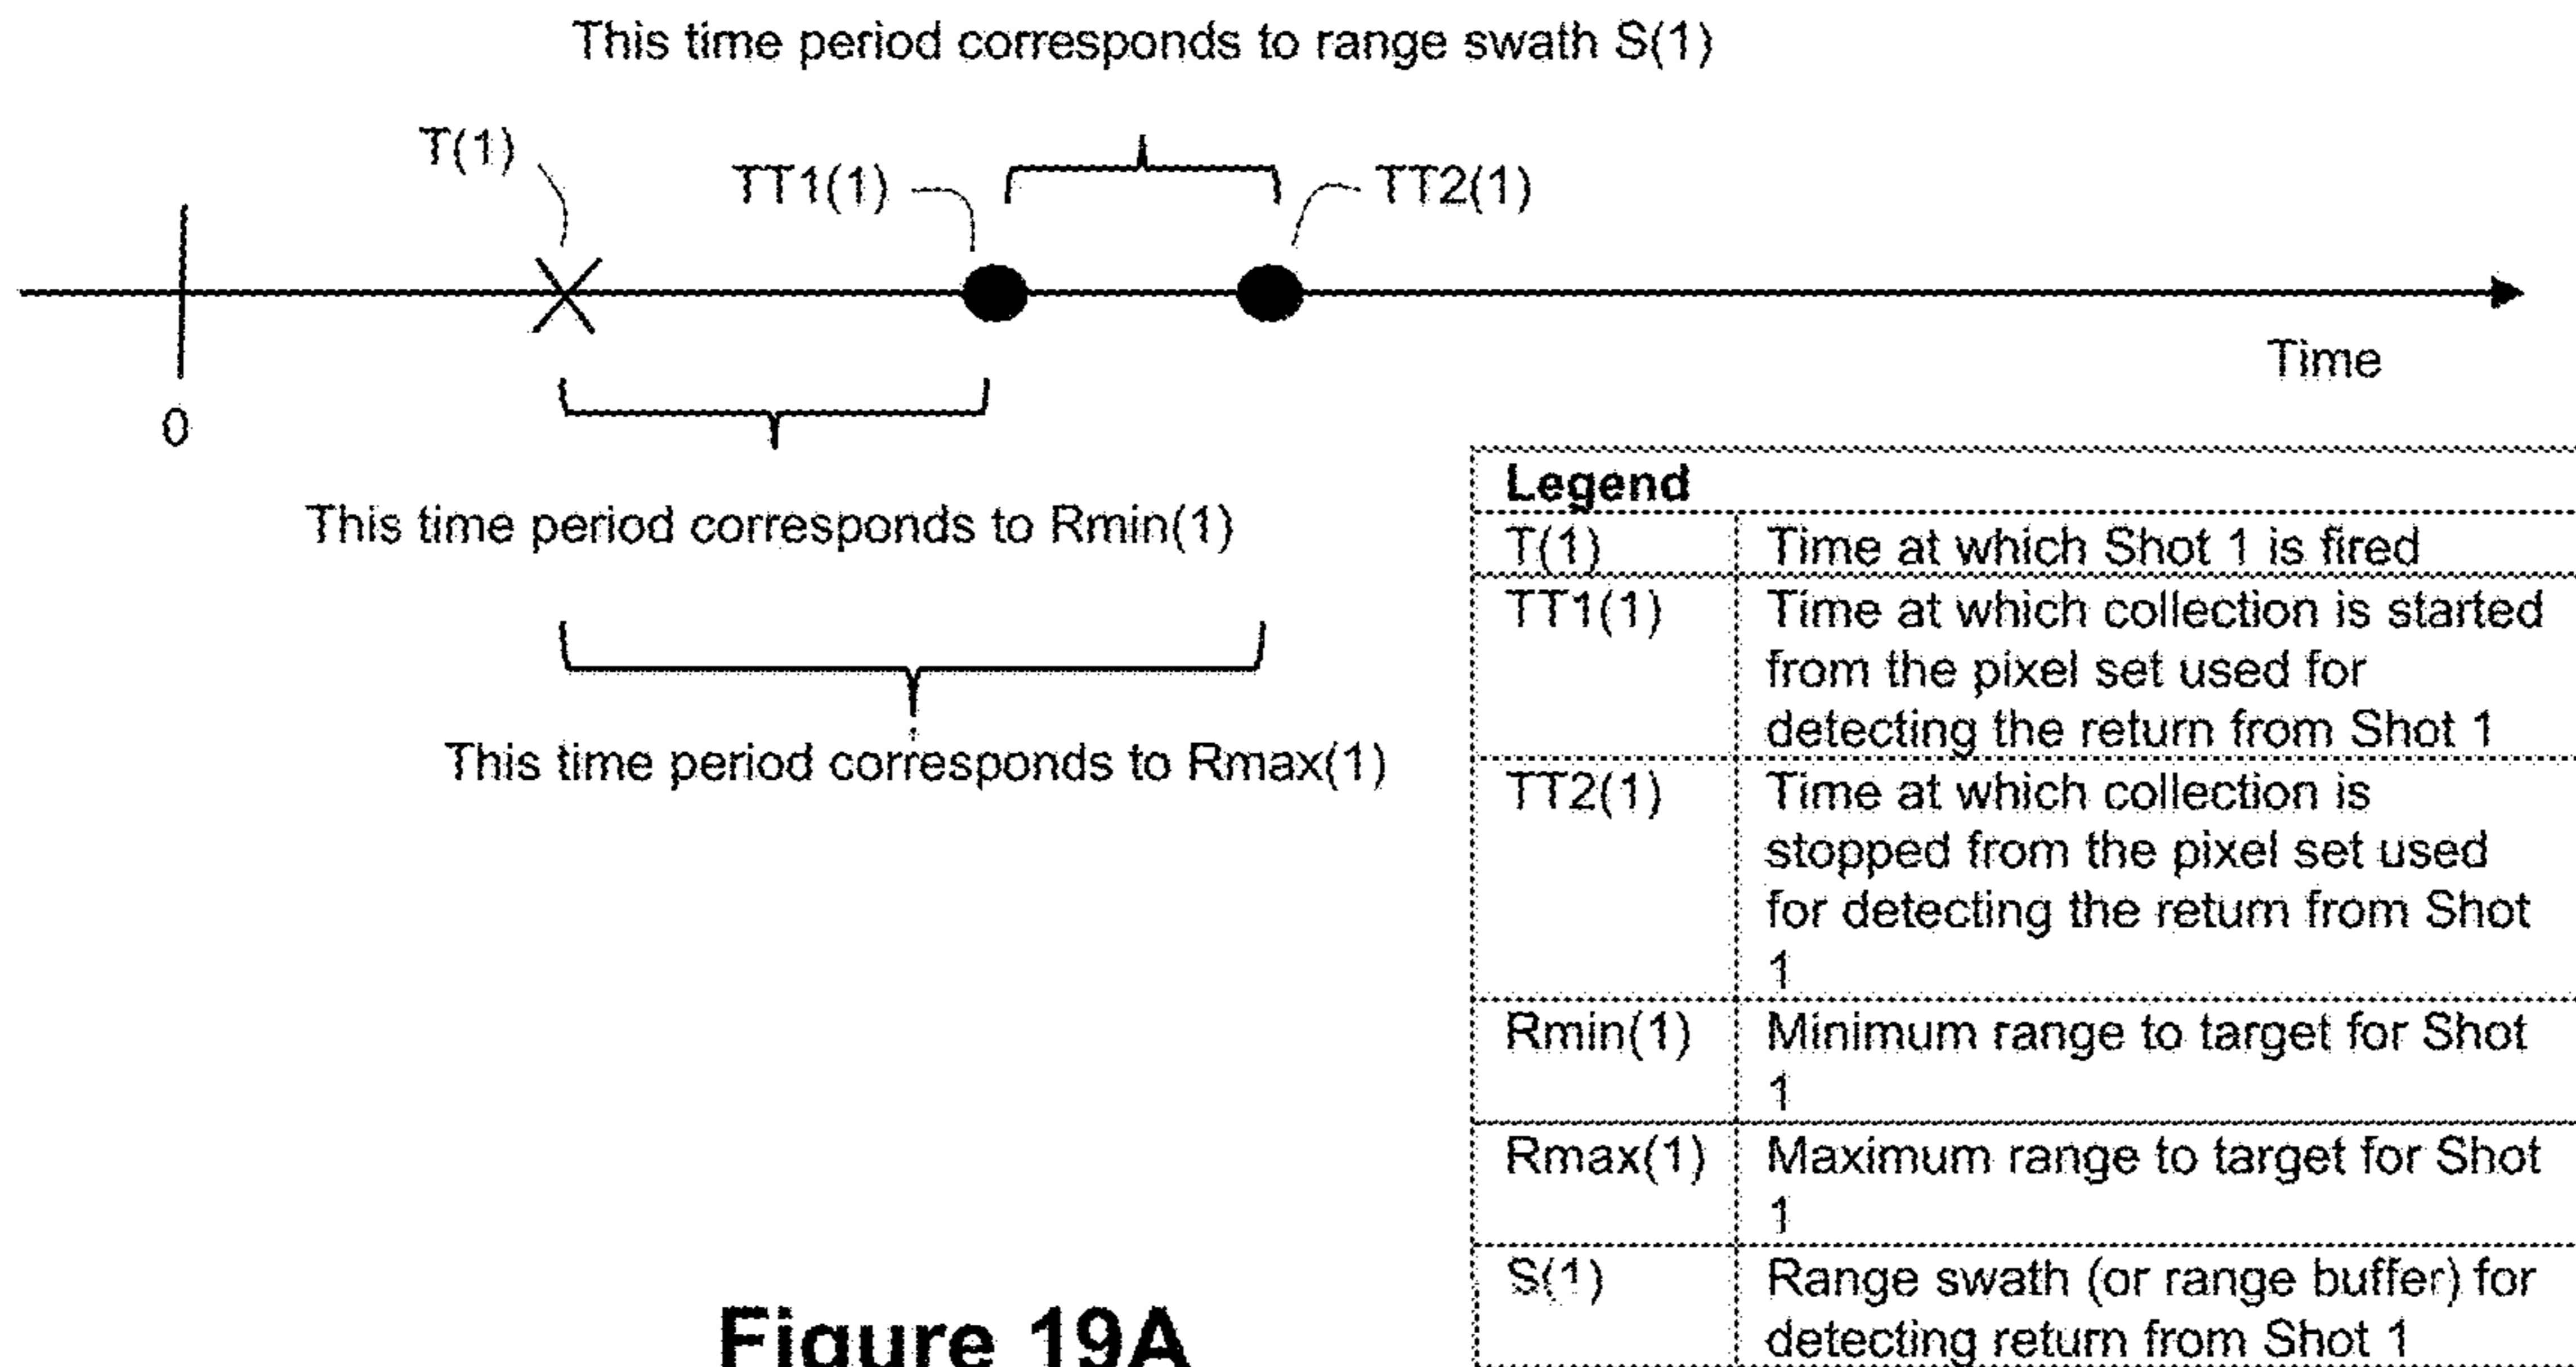 This time period corresponds to range swath S(1)
T(1)
TT1(1)
TT2(1)
Time
0
This time period corresponds to Rmin(1)
This time period corresponds to Rmax(1)
Legend
T(1) Time at which Shot 1 is fired
TT1(1) Time at which collection is started
from the pixel set used for
detecting the return from Shot 1
TT2(1) Time at which collection is
stopped from the pixel set used
for detecting the return from Shot
1
Rmin(1) Minimum range to target for Shot
1
Rmax(1) Maximum range to target for Shot
1
S(1) Range swath (or range buffer) for
detecting return from Shot 1
Figure 19A